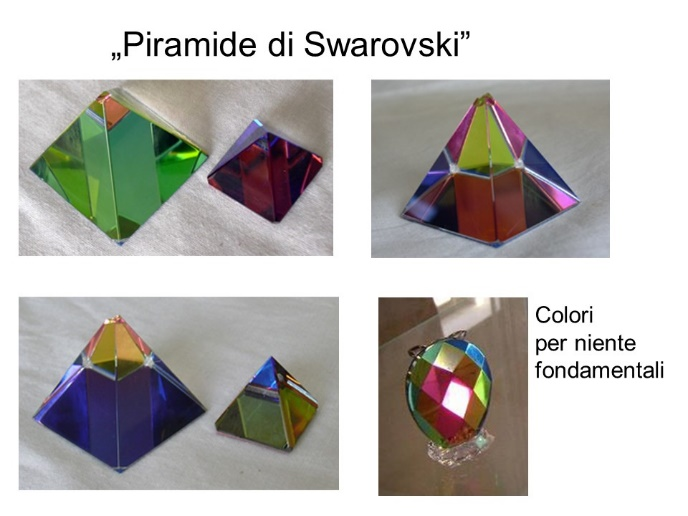 „Piramide di Swarovski”
Colori
per niente
fondamentali